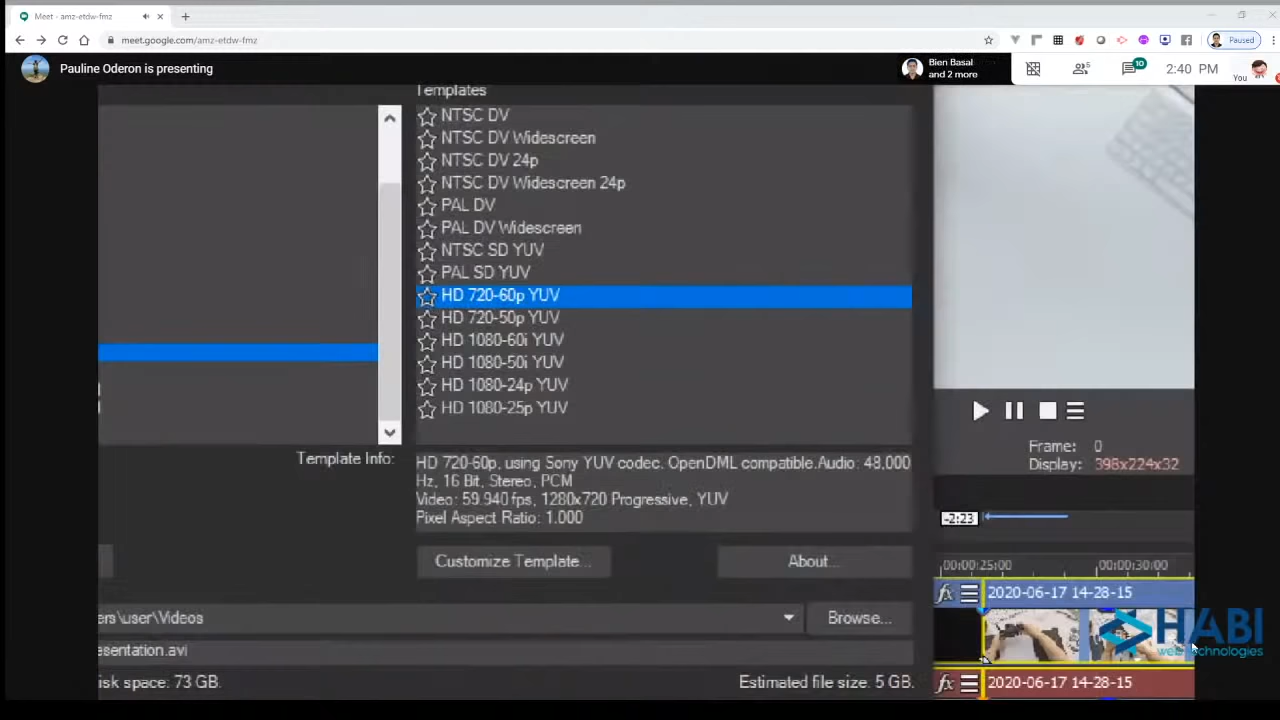 Meet - amz-etdw-fmz
meet.google.com/amz-etdw-fmz
Paused
Pauline Oderon is presenting
Bien Basal
and 2 more
10
2:40 PM
You
Templates
NTSC DV
NTSC DV Widescreen
NTSC DV 24p
NTSC DV Widescreen 24p
PAL DV
PAL DV Widescreen
NTSC SD YUV
PAL SD YUV
HD 720-60p YUV
HD 720-50p YUV
HD 1080-60i YUV
HD 1080-50i YUV
HD 1080-24p YUV
HD 1080-25p YUV
Template Info:
HD 720-60p, using Sony YUV codec. OpenDML compatible.Audio: 48,000
Hz, 16 Bit, Stereo, PCM
Video: 59.940 fps, 1280x720 Progressive, YUV
Pixel Aspect Ratio: 1.000
Customize Template...
About...
ers\user\Videos
Browse...
esentation.avi
isk space: 73 GB.
Estimated file size: 5 GB.
Frame: 0
Display: 398x224x32
-2:23
00:00:25:00
00:00:30:00
fx
2020-06-17 14-28-15
HABI
web technologies
fx
2020-06-17 14-28-15